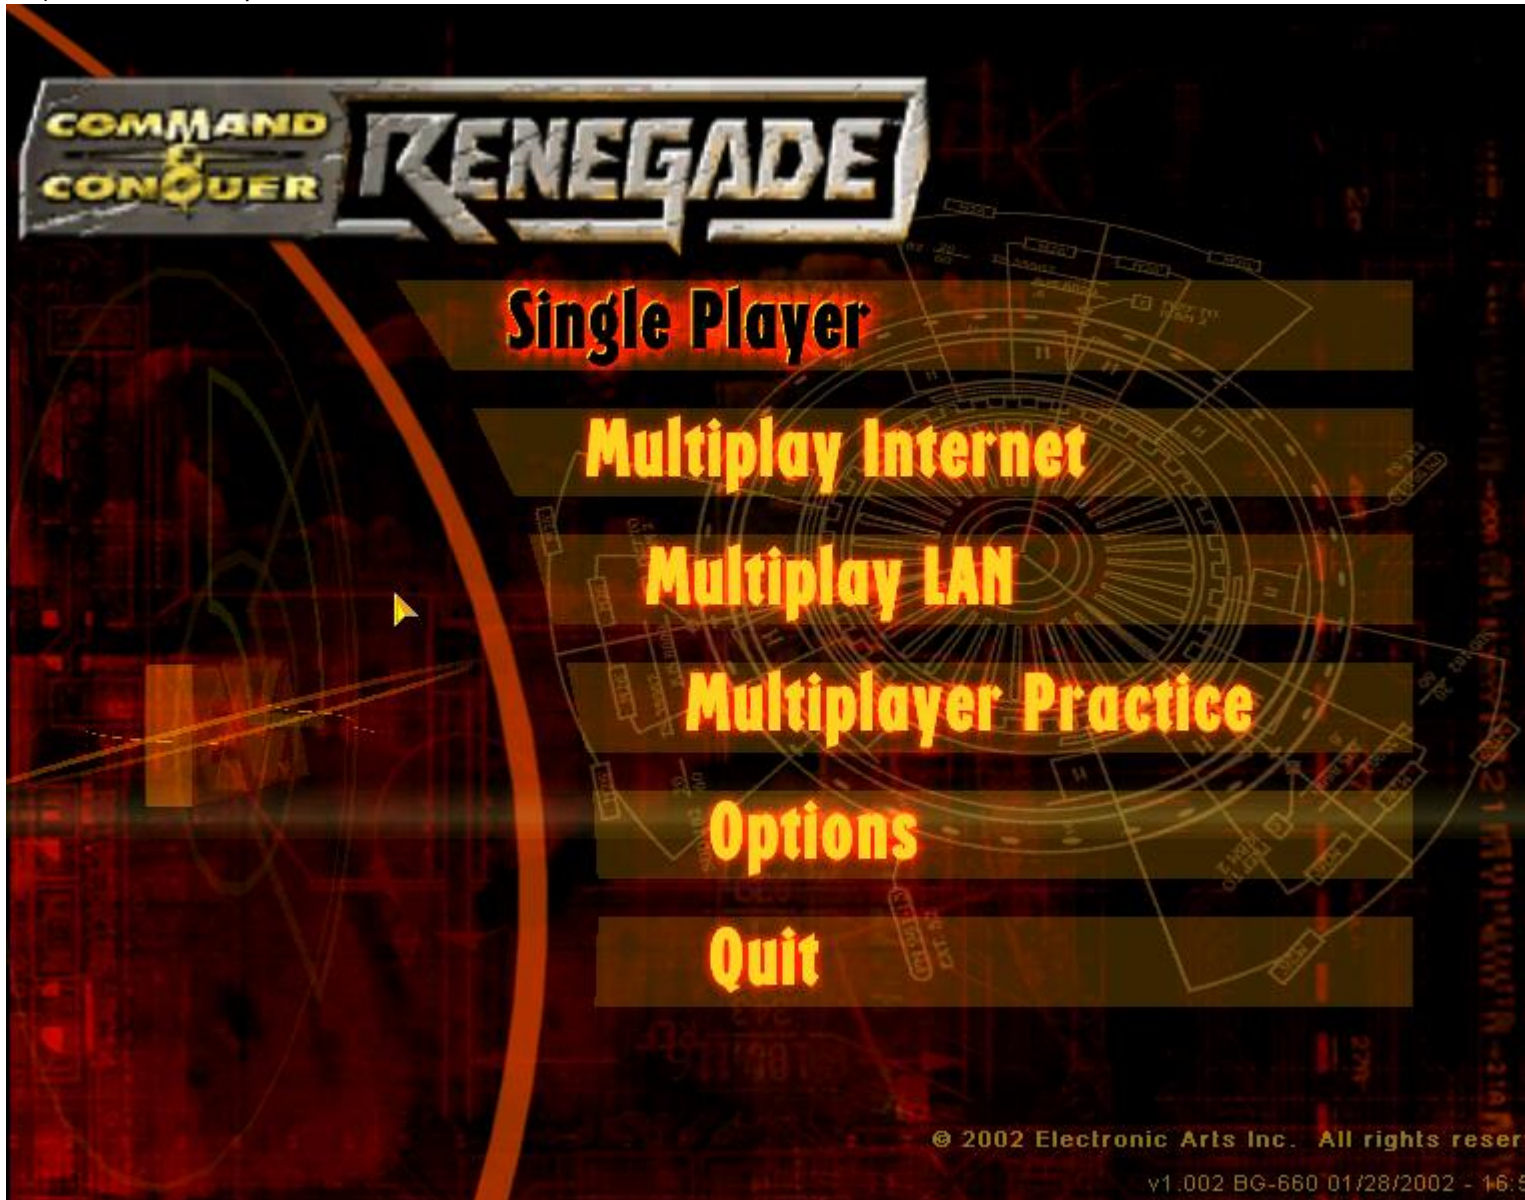 COMMAND
&
CONQUER
RENEGADE
Single Player
Multiplay Internet
Multiplay LAN
Multiplayer Practice
Options
Quit
© 2002 Electronic Arts Inc. All rights reser
v1.002 BG-660 01/28/2002 - 16:5